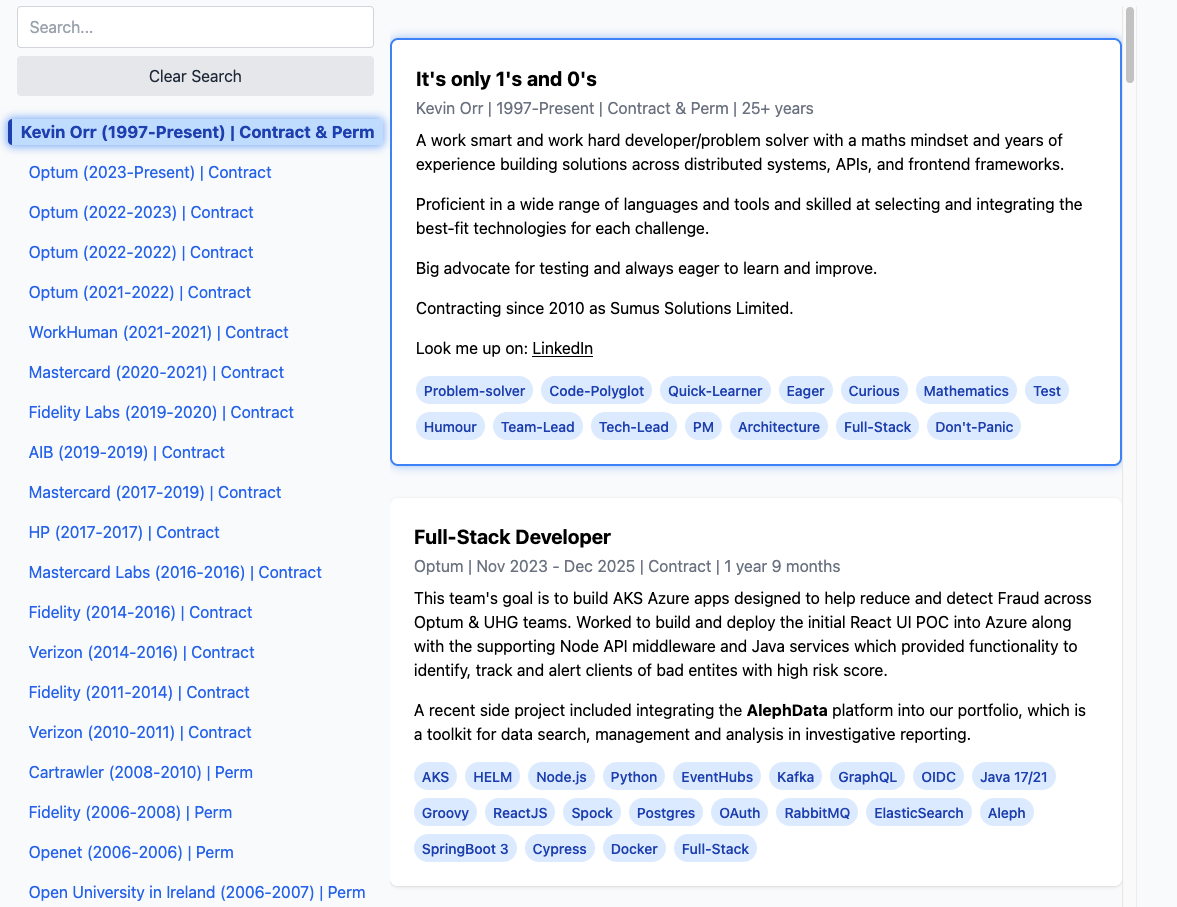 Search...
Clear Search
Kevin Orr (1997-Present) | Contract & Perm
Optum (2023-Present) | Contract
Optum (2022-2023) | Contract
Optum (2022-2022) | Contract
Optum (2021-2022) | Contract
WorkHuman (2021-2021) | Contract
Mastercard (2020-2021) | Contract
Fidelity Labs (2019-2020) | Contract
AIB (2019-2019) | Contract
Mastercard (2017-2019) | Contract
HP (2017-2017) | Contract
Mastercard Labs (2016-2016) | Contract
Fidelity (2014-2016) | Contract
Verizon (2014-2016) | Contract
Fidelity (2011-2014) | Contract
Verizon (2010-2011) | Contract
Cartrawler (2008-2010) | Perm
Fidelity (2006-2008) | Perm
Openet (2006-2006) | Perm
Open University in Ireland (2006-2007) | Perm
It's only 1's and 0's
Kevin Orr | 1997-Present | Contract & Perm | 25+ years
A work smart and work hard developer/problem solver with a maths mindset and years of
experience building solutions across distributed systems, APIs, and frontend frameworks.
Proficient in a wide range of languages and tools and skilled at selecting and integrating the
best-fit technologies for each challenge.
Big advocate for testing and always eager to learn and improve.
Contracting since 2010 as Sumus Solutions Limited.
Look me up on: LinkedIn
Problem-solver Code-Polyglot Quick-Learner Eager Curious Mathematics Test
Humour Team-Lead Tech-Lead PM Architecture Full-Stack Don't-Panic
Full-Stack Developer
Optum | Nov 2023 - Dec 2025 | Contract | 1 year 9 months
This team's goal is to build AKS Azure apps designed to help reduce and detect Fraud across
Optum & UHG teams. Worked to build and deploy the initial React UI POC into Azure along
with the supporting Node API middleware and Java services which provided functionality to
identify, track and alert clients of bad entites with high risk score.
A recent side project included integrating the AlephData platform into our portfolio, which is
a toolkit for data search, management and analysis in investigative reporting.
AKS HELM Node.js Python EventHubs Kafka GraphQL OIDC Java 17/21
Groovy ReactJS Spock Postgres OAuth RabbitMQ ElasticSearch Aleph
SpringBoot 3 Cypress Docker Full-Stack